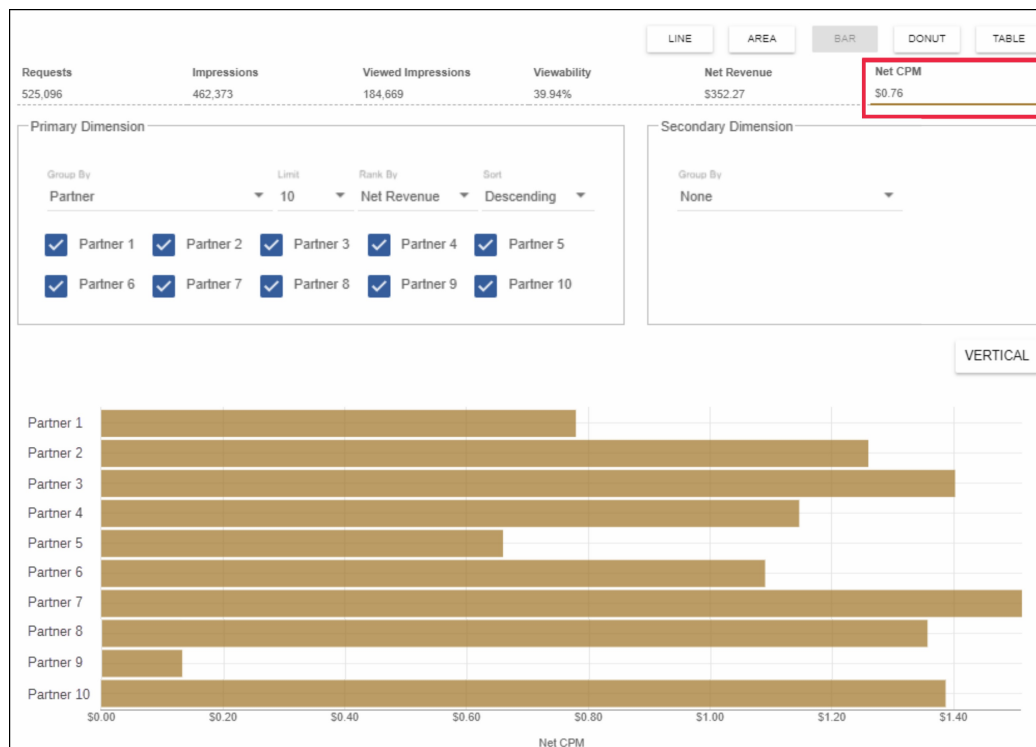 LINE AREA BAR DONUT TABLE
Requests Impressions Viewed Impressions Viewability Net Revenue Net CPM
525,096 462,373 184,669 39.94% $352.27 $0.76
Primary Dimension Secondary Dimension
Group By Limit Rank By Sort Group By
Partner 10 Net Revenue Descending None
Partner 1 Partner 2 Partner 3 Partner 4 Partner 5
Partner 6 Partner 7 Partner 8 Partner 9 Partner 10
VERTICAL
Partner 1
Partner 2
Partner 3
Partner 4
Partner 5
Partner 6
Partner 7
Partner 8
Partner 9
Partner 10
$0.00 $0.20 $0.40 $0.60 $0.80 $1.00 $1.20 $1.40
Net CPM